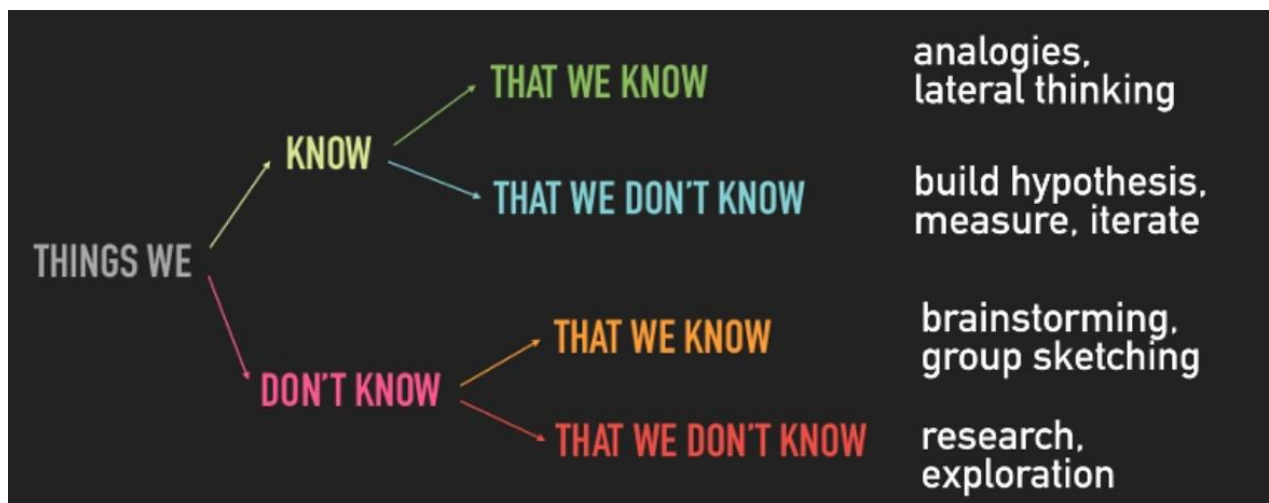 THINGS WE
KNOW
THAT WE KNOW
analogies,
lateral thinking
THAT WE DON'T KNOW
build hypothesis,
measure, iterate
DON'T KNOW
THAT WE KNOW
brainstorming,
group sketching
THAT WE DON'T KNOW
research,
exploration